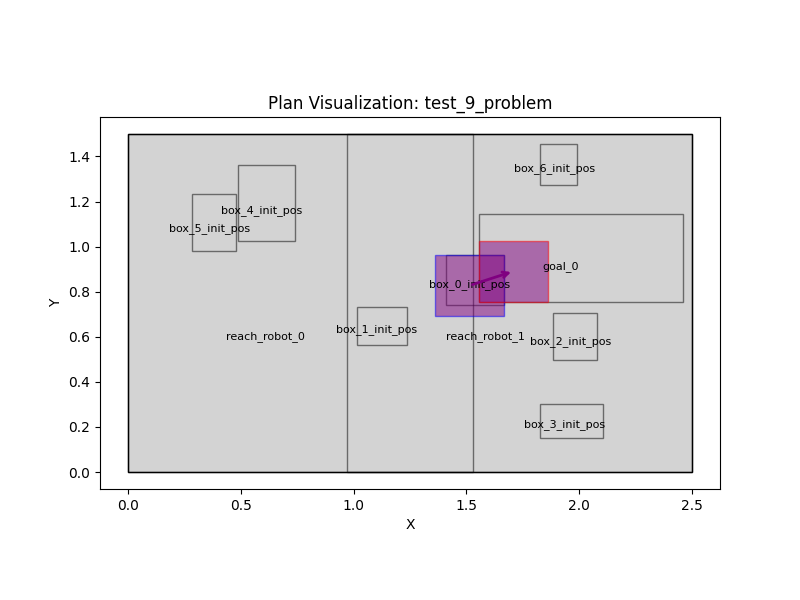 Plan Visualization: test_9_problem
Y
1.4
1.2
1.0
0.8
0.6
0.4
0.2
0.0
box_6_init_pos
box_4_init_pos
box_5_init_pos
goal_0
box_0_init_pos
box_1_init_pos
reach_robot_0
reach_robot_1
box_2_init_pos
box_3_init_pos
0.0 0.5 1.0 1.5 2.0 2.5
X